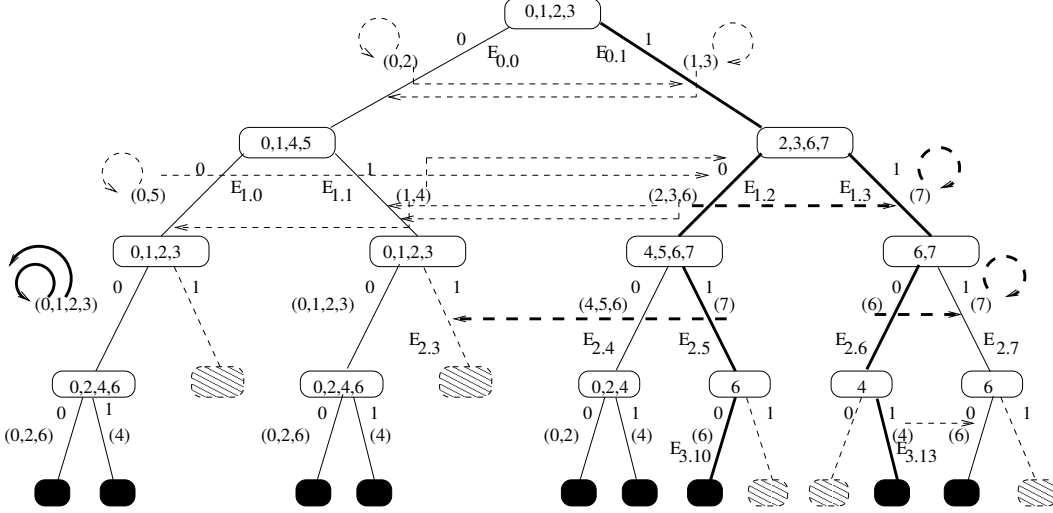 0,1,2,3
0 E0.0 E0.1 1
(0,2) (1,3)
0,1,4,5 2,3,6,7
0 1 0 1
(0,5) E1.0 E1.1 (1,4) (2,3,6) E1.2 E1.3 (7)
0,1,2,3 0,1,2,3 4,5,6,7 6,7
0 1 0 1 0 1 0 1
(0,1,2,3) (0,1,2,3) (4,5,6) (7) (6) (7)
E2.3 E2.4 E2.5 E2.6 E2.7
0,2,4,6 0,2,4,6 0,2,4 6 4 6
0 1 0 1 0 1 0 1 0 1 0 1
(0,2,6) (4) (0,2,6) (4) (0,2) (4) (6) (4) (6)
E3.10 E3.13